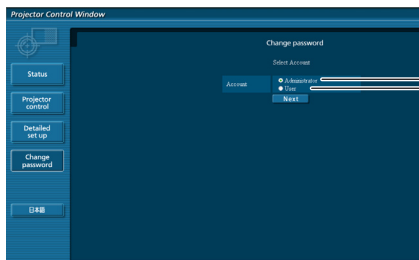 Projector Control Window
Change password
Select Account
Account
Administrator
User
Next
Status
Projector
control
Detailed
set up
Change
password
日本語